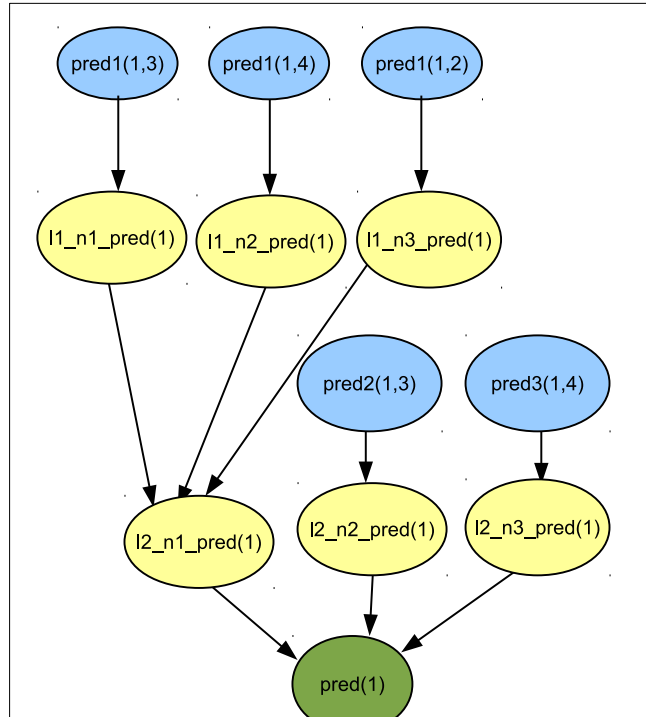 pred1(1,3)
pred1(1,4)
pred1(1,2)
l1_n1_pred(1)
l1_n2_pred(1)
l1_n3_pred(1)
pred2(1,3)
pred3(1,4)
l2_n1_pred(1)
l2_n2_pred(1)
l2_n3_pred(1)
pred(1)